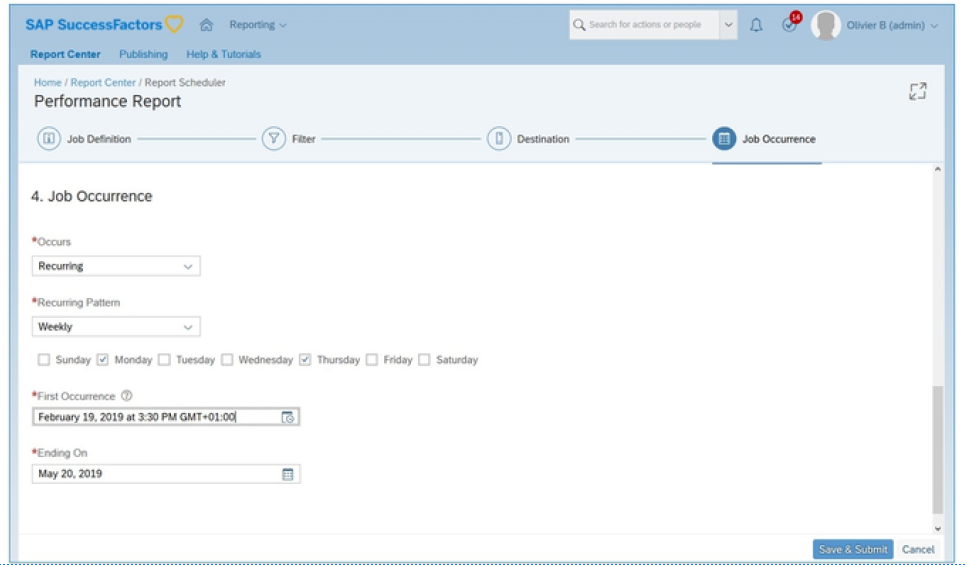 SAP SuccessFactors Reporting Search for actions or people 14 Olivier B (admin)
Report Center Publishing Help & Tutorials
Home / Report Center / Report Scheduler
Performance Report
Job Definition Filter Destination Job Occurrence
4. Job Occurrence
*Occurs
Recurring
*Recurring Pattern
Weekly
Sunday Monday Tuesday Wednesday Thursday Friday Saturday
*First Occurrence ?
February 19, 2019 at 3:30 PM GMT+01:00
*Ending On
May 20, 2019
Save & Submit Cancel